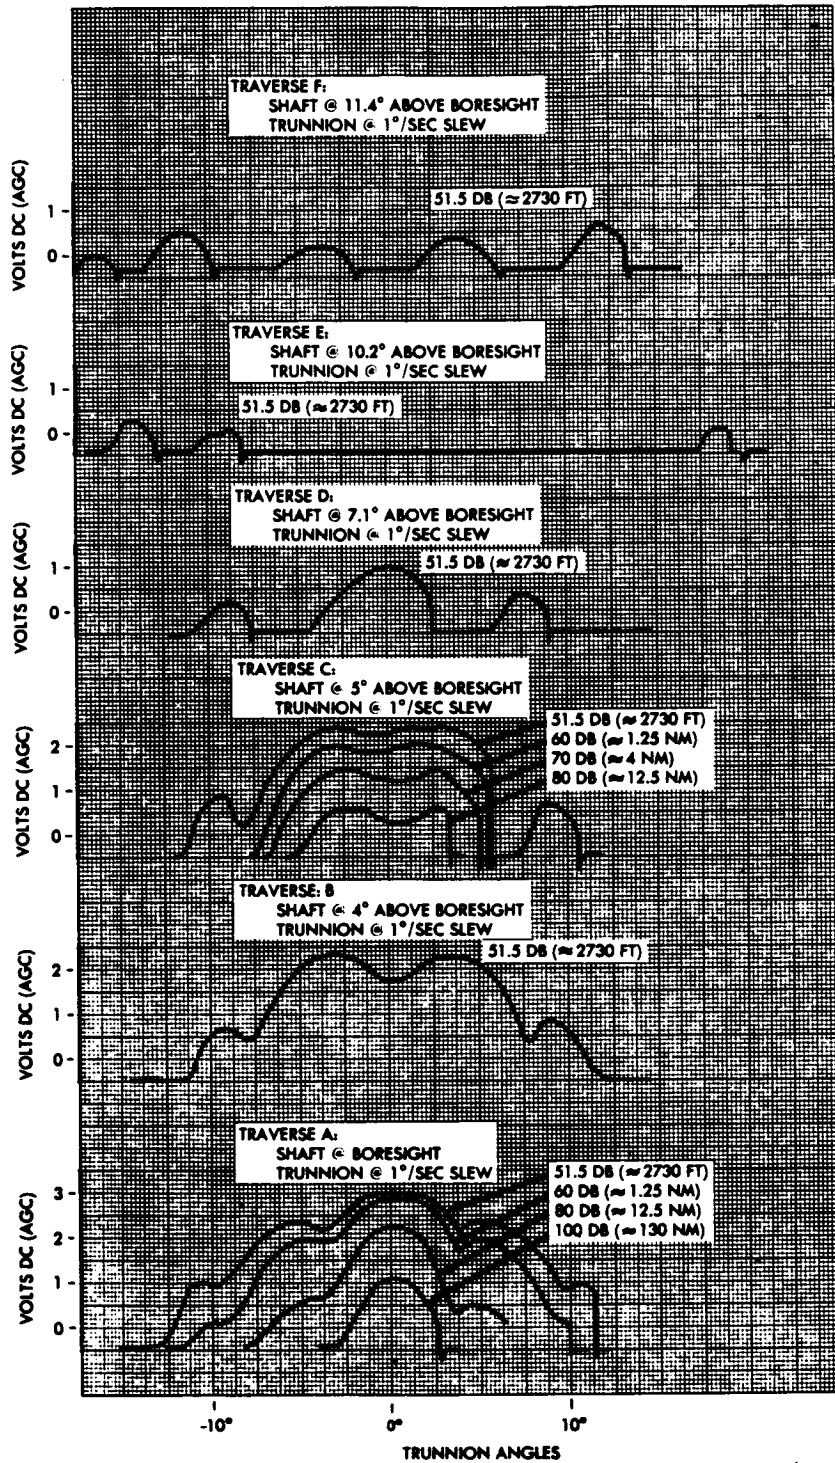 TRAVERSE F:
SHAFT @ 11.4° ABOVE BORESIGHT
TRUNNION @ 1°/SEC SLEW
51.5 DB (≈2730 FT)
VOLTS DC (AGC)
1
0
TRAVERSE E:
SHAFT @ 10.2° ABOVE BORESIGHT
TRUNNION @ 1°/SEC SLEW
51.5 DB (≈2730 FT)
VOLTS DC (AGC)
1
0
TRAVERSE D:
SHAFT @ 7.1° ABOVE BORESIGHT
TRUNNION @ 1°/SEC SLEW
51.5 DB (≈2730 FT)
VOLTS DC (AGC)
1
0
TRAVERSE C:
SHAFT @ 5° ABOVE BORESIGHT
TRUNNION @ 1°/SEC SLEW
51.5 DB (≈2730 FT)
60 DB (≈1.25 NM)
70 DB (≈4 NM)
80 DB (≈12.5 NM)
VOLTS DC (AGC)
2
1
0
TRAVERSE: B
SHAFT @ 4° ABOVE BORESIGHT
TRUNNION @ 1°/SEC SLEW
51.5 DB (≈2730 FT)
VOLTS DC (AGC)
2
1
0
TRAVERSE A:
SHAFT @ BORESIGHT
TRUNNION @ 1°/SEC SLEW
51.5 DB (≈2730 FT)
60 DB (≈1.25 NM)
80 DB (≈12.5 NM)
100 DB (≈130 NM)
VOLTS DC (AGC)
3
2
1
0
-10° 0° 10°
TRUNNION ANGLES